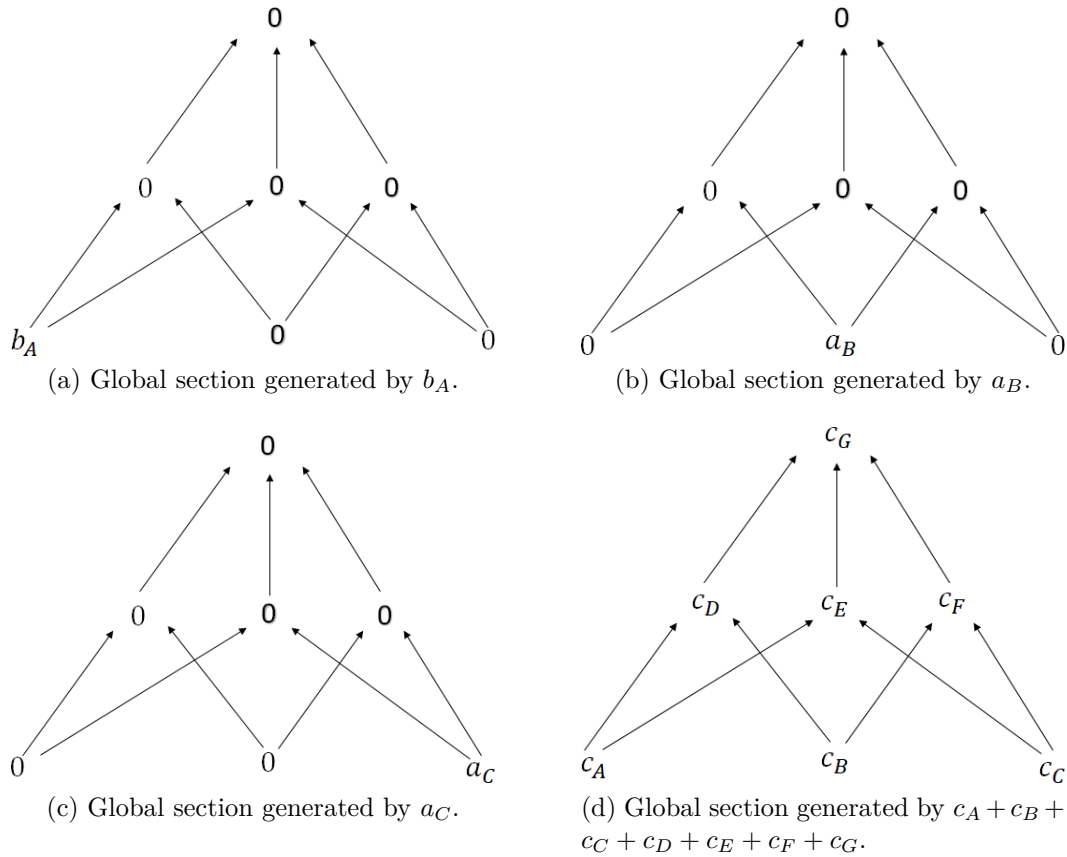 0
0 0 0
b_A 0 0
(a) Global section generated by b_A.
0
0 0 0
0 a_B 0
(b) Global section generated by a_B.
0
0 0 0
0 0 a_C
(c) Global section generated by a_C.
c_G
c_D c_E c_F
c_A c_B c_C
(d) Global section generated by c_A + c_B +
c_C + c_D + c_E + c_F + c_G.